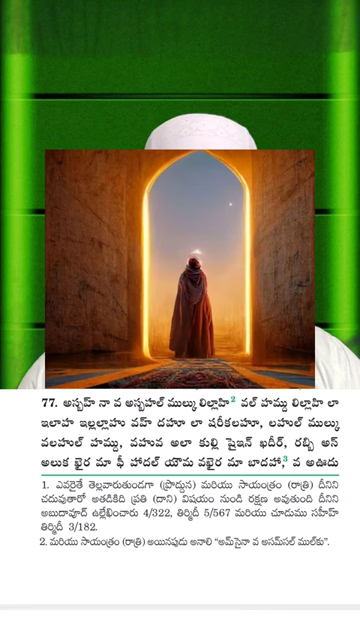 77. అస్బహ్ నా వ అస్బహల్ ముల్కు లిల్లాహి2 వల్ హమ్దు లిల్లాహి లా
ఇలాహ ఇల్లల్లాహు వహ్ దహూ లా షరీకలహూ, లహుల్ ముల్కు
వలహుల్ హమ్దు, వహువ అలా కుల్లి షైఇన్ ఖదీర్, రబ్బి అస్
అలుక ఖైర మా ఫీ హాదల్ యౌమ వఖైర మా బాదహా,3 వ అఊదు
1. ఎవరైతే తెల్లవారుతుండగా (ప్రొద్దున) మరియు సాయంత్రం (రాత్రి) దీనిని
చదువుతారో అతడికిది ప్రతి (దాని) విషయం నుండి రక్షణ అవుతుంది దీనిని
అబుదావూద్ ఉల్లేఖించారు 4/322, తిర్మిదీ 5/567 మరియు చూడుము సహీహ్
తిర్మిదీ 3/182.
2. మరియు సాయంత్రం (రాత్రి) అయినపుడు అనాలి "అమ్సైనా వ అసమ్సల్ ముల్కు".